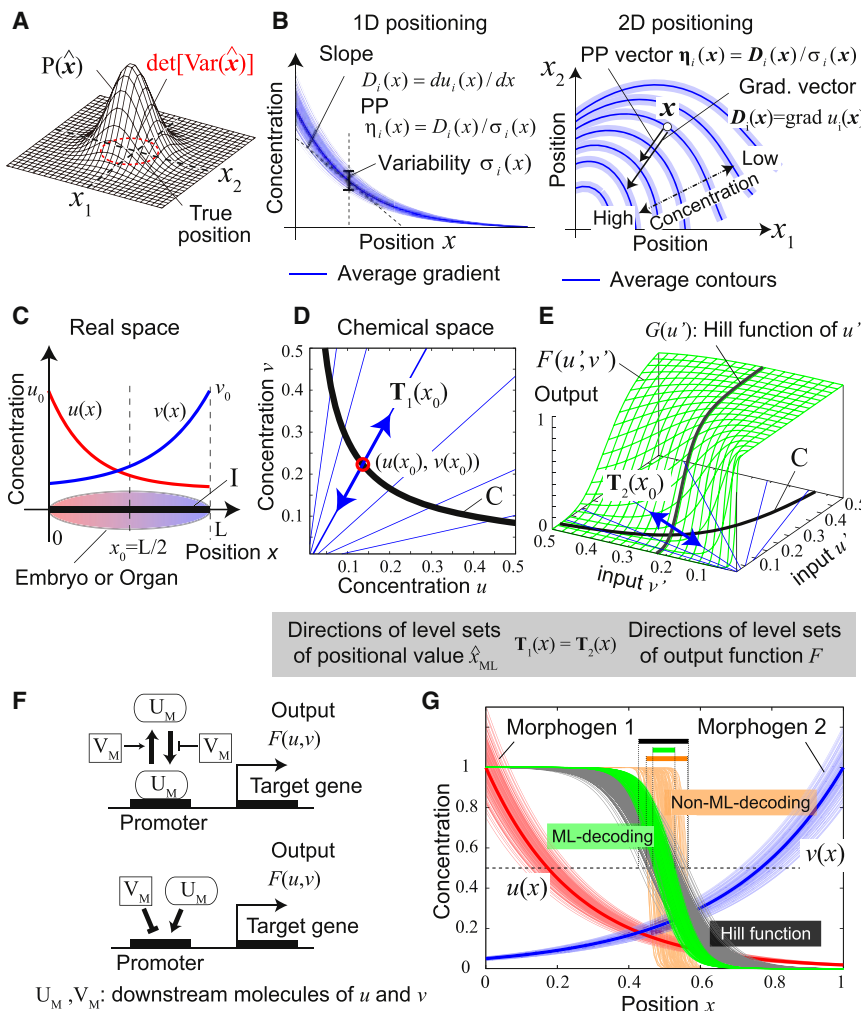 A
P(x̂)
det[Var(x̂)]
x₁
x₂
True
position
B
1D positioning
Slope
Dᵢ(x) = duᵢ(x)/dx
PP
ηᵢ(x) = Dᵢ(x)/σᵢ(x)
Variability σᵢ(x)
Concentration
Position x
Average gradient
2D positioning
PP vector ηᵢ(x) = Dᵢ(x)/σᵢ(x)
x₂
Grad. vector
x
Dᵢ(x)=grad uᵢ(x)
Position
Low
Concentration
High
Position
x₁
Average contours
C
Real space
Concentration
u₀
v₀
u(x)
v(x)
I
0
L
x₀=L/2
Position x
Embryo or Organ
D
Chemical space
0.5
0.4
0.3
0.2
0.1
Concentration v
T₁(x₀)
(u(x₀), v(x₀))
C
0.1
0.2
0.3
0.4
0.5
Concentration u
E
G(u'): Hill function of u'
F(u',v')
Output
1
0.8
0.6
0.4
0.2
0
T₂(x₀)
C
0.5
0.4
0.3
0.2
0.1
input v'
0.1
0.2
0.3
0.4
0.5
input u'
Directions of level sets
of positional value x̂ML
T₁(x) = T₂(x)
Directions of level sets
of output function F
F
UM
VM
VM
UM
Output
F(u,v)
Target gene
Promoter
VM
UM
Output
F(u,v)
Target gene
Promoter
UM ,VM: downstream molecules of u and v
G
Morphogen 1
Morphogen 2
1
0.8
0.6
0.4
0.2
0
Concentration
Non-ML-decoding
ML-decoding
v(x)
u(x)
Hill function
0
0.2
0.4
0.6
0.8
1
Position x